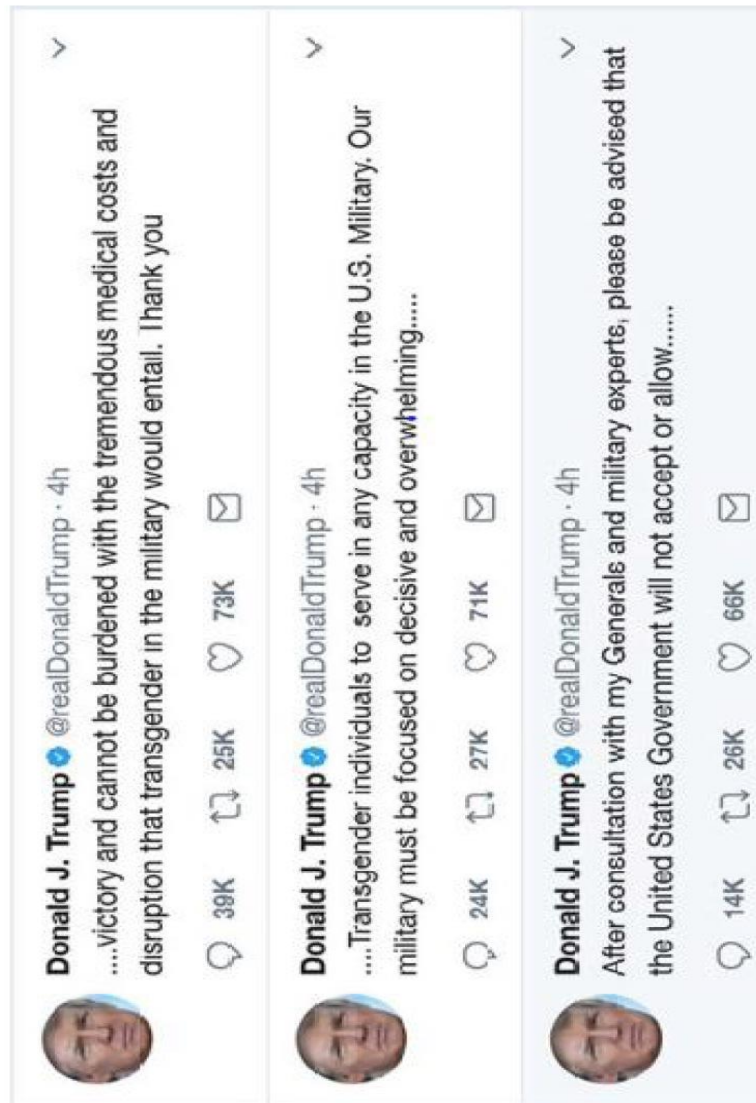 Donald J. Trump @realDonaldTrump · 4h
....victory and cannot be burdened with the tremendous medical costs and
disruption that transgender in the military would entail. Thank you
39K 25K 73K
Donald J. Trump @realDonaldTrump · 4h
....Transgender individuals to serve in any capacity in the U.S. Military. Our
military must be focused on decisive and overwhelming.....
24K 27K 71K
Donald J. Trump @realDonaldTrump · 4h
After consultation with my Generals and military experts, please be advised that
the United States Government will not accept or allow......
14K 26K 66K